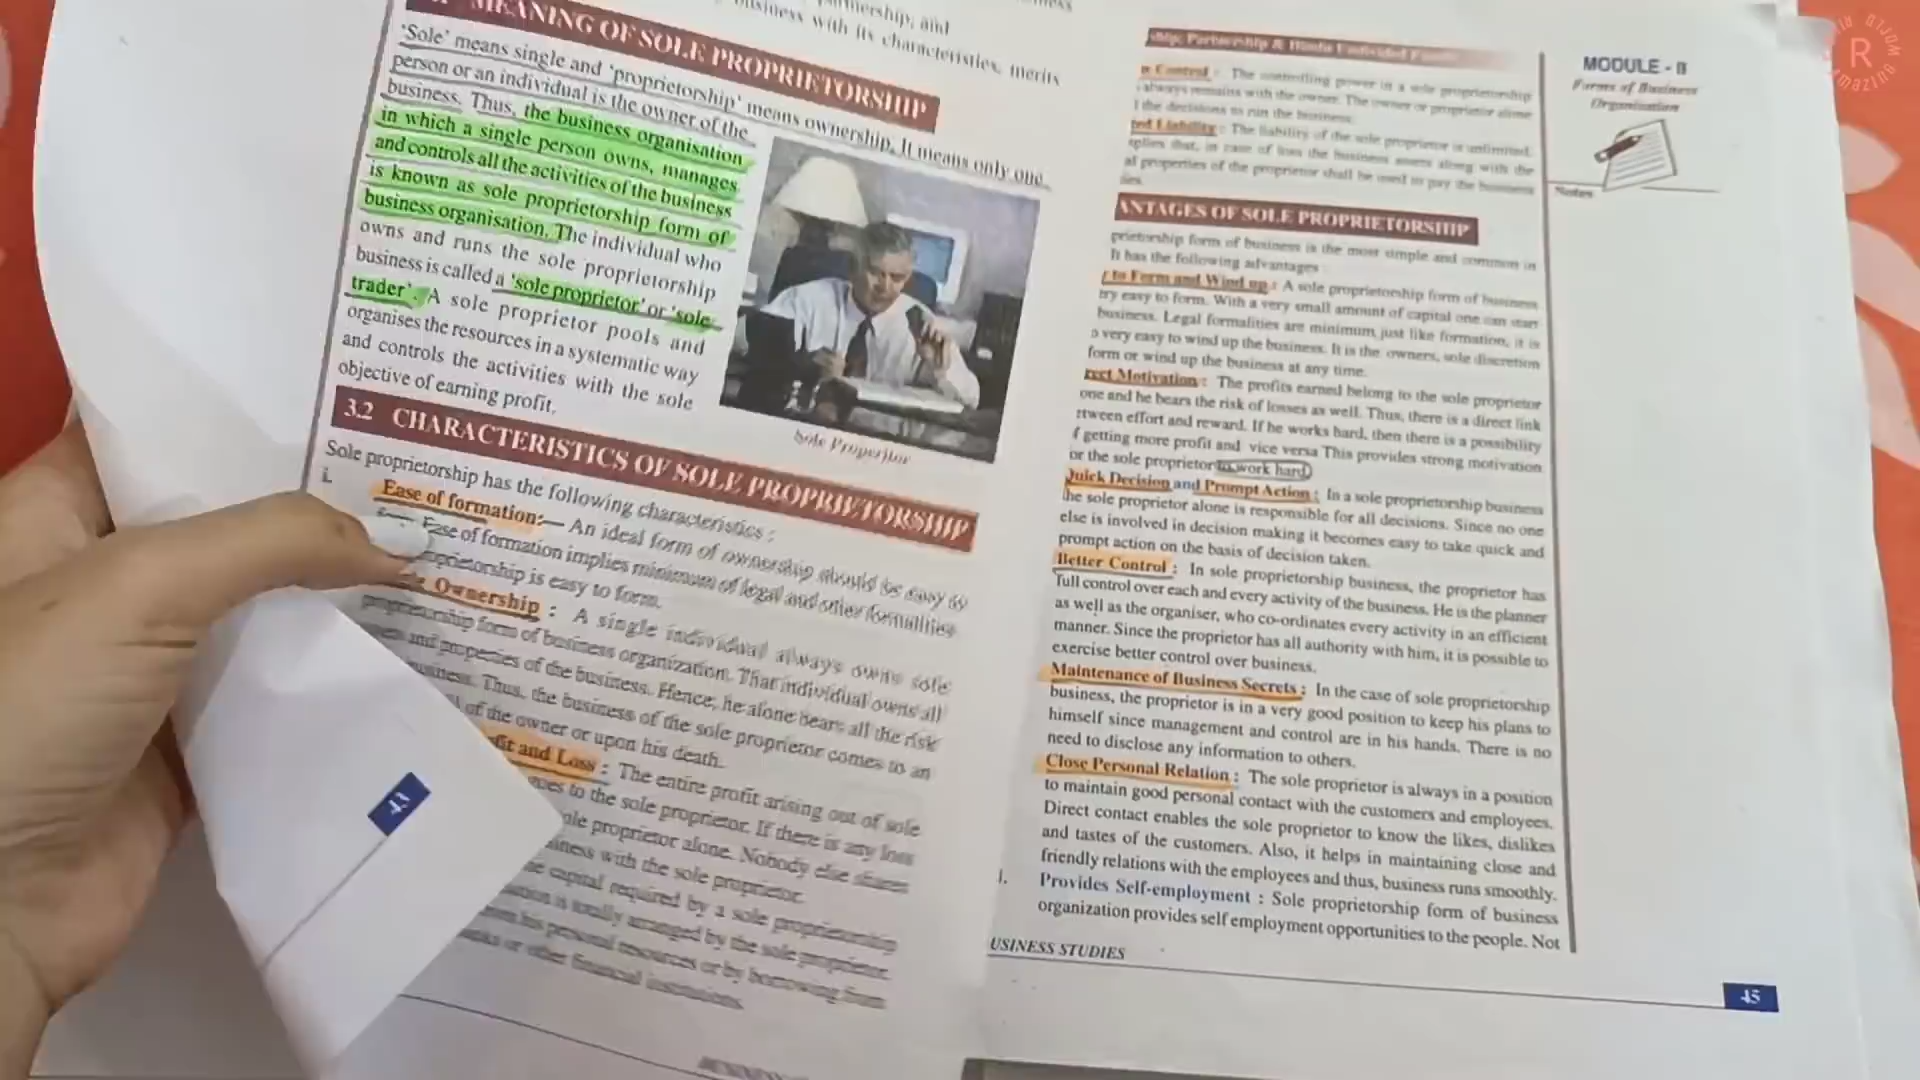 partnership, and
business with its characteristics, merits
MEANING OF SOLE PROPRIETORSHIP
‘Sole’ means single and ‘proprietorship’ means ownership. It means only one
person or an individual is the owner of the
business. Thus, the business organisation
in which a single person owns, manages
and controls all the activities of the business
is known as sole proprietorship form of
business organisation. The individual who
owns and runs the sole proprietorship
business is called a ‘sole proprietor’ or ‘sole
trader’. A sole proprietor pools and
organises the resources in a systematic way
and controls the activities with the sole
objective of earning profit.
Sole Properitor
3.2 CHARACTERISTICS OF SOLE PROPRIETORSHIP
Sole proprietorship has the following characteristics :
i.
Ease of formation:— An ideal form of ownership should be easy to
Ease of formation implies minimum of legal and other formalities
proprietorship is easy to form.
Ownership : A single individual always owns sole
proprietorship form of business organization. That individual owns all
and properties of the business. Hence, he alone bears all the risk
business. Thus, the business of the sole proprietor comes to an
of the owner or upon his death.
fit and Loss : The entire profit arising out of sole
goes to the sole proprietor. If there is any loss
sole proprietor alone. Nobody else shares
business with the sole proprietor.
the capital required by a sole proprietorship
is totally arranged by the sole proprietor.
from his personal resources or by borrowing from
or other financial institutions.
43
ship, Partnership & Hindu Undivided Family
Control : The controlling power in a sole proprietorship
always remains with the owner. The owner or proprietor alone
the decisions to run the business.
ted Liability : The liability of the sole proprietor is unlimited.
plies that, in case of loss the business assets along with the
al properties of the proprietor shall be used to pay the business
ies.
ANTAGES OF SOLE PROPRIETORSHIP
prietorship form of business is the most simple and common in
It has the following advantages :
to Form and Wind up : A sole proprietorship form of business
ry easy to form. With a very small amount of capital one can start
business. Legal formalities are minimum just like formation, it is
o very easy to wind up the business. It is the owners, sole discretion
form or wind up the business at any time.
rect Motivation : The profits earned belong to the sole proprietor
one and he bears the risk of losses as well. Thus, there is a direct link
etween effort and reward. If he works hard, then there is a possibility
f getting more profit and vice versa This provides strong motivation
or the sole proprietor to work hard
Quick Decision and Prompt Action : In a sole proprietorship business
he sole proprietor alone is responsible for all decisions. Since no one
else is involved in decision making it becomes easy to take quick and
prompt action on the basis of decision taken.
Better Control : In sole proprietorship business, the proprietor has
full control over each and every activity of the business. He is the planner
as well as the organiser, who co-ordinates every activity in an efficient
manner. Since the proprietor has all authority with him, it is possible to
exercise better control over business.
Maintenance of Business Secrets : In the case of sole proprietorship
business, the proprietor is in a very good position to keep his plans to
himself since management and control are in his hands. There is no
need to disclose any information to others.
Close Personal Relation : The sole proprietor is always in a position
to maintain good personal contact with the customers and employees.
Direct contact enables the sole proprietor to know the likes, dislikes
and tastes of the customers. Also, it helps in maintaining close and
friendly relations with the employees and thus, business runs smoothly.
Provides Self-employment : Sole proprietorship form of business
organization provides self employment opportunities to the people. Not
USINESS STUDIES
45
MODULE - II
Forms of Business
Organisation
Notes
R